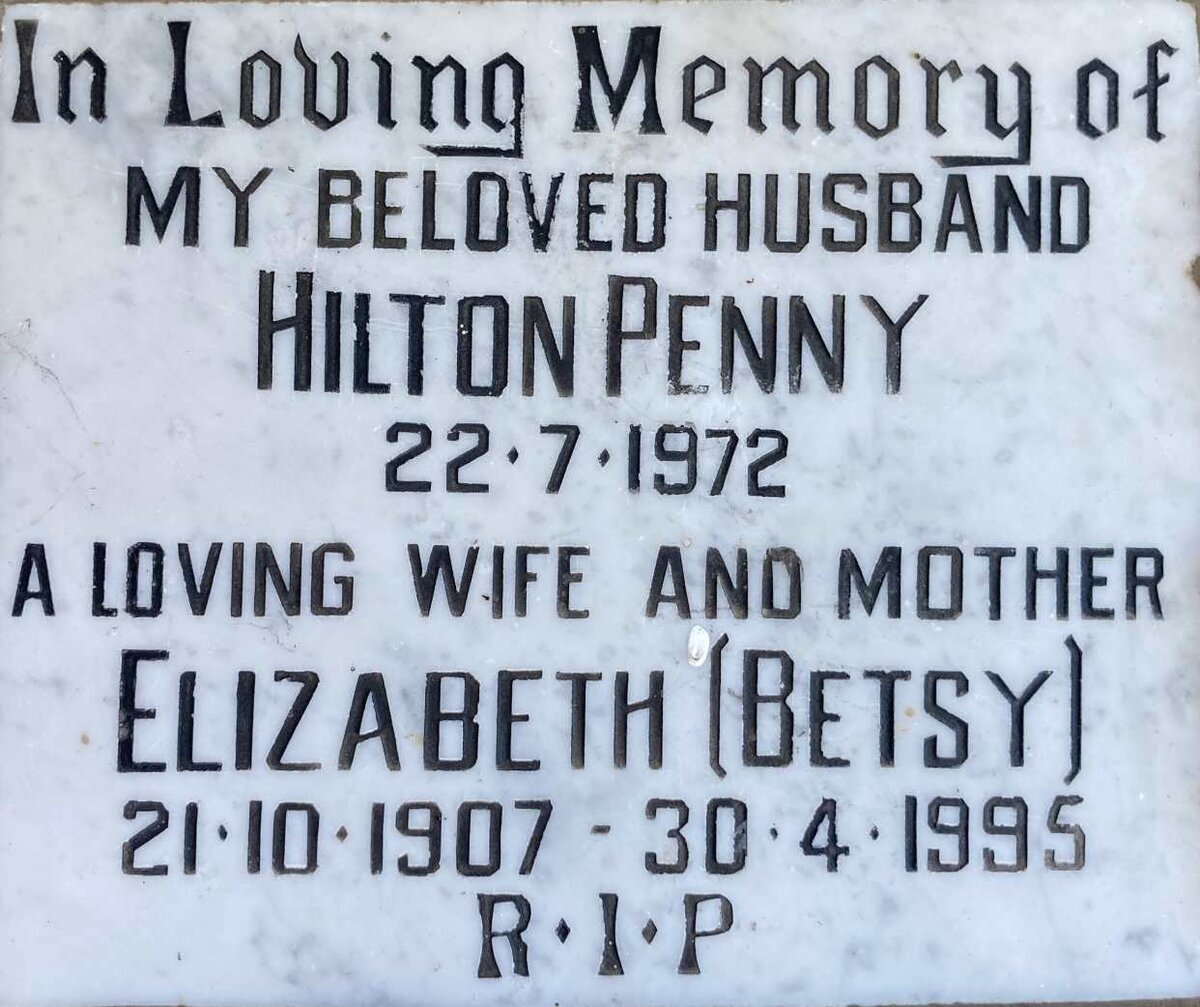 In Loving Memory of
MY BELOVED HUSBAND
HILTON PENNY
22·7·1972
A LOVING WIFE AND MOTHER
ELIZABETH (BETSY)
21·10·1907 - 30·4·1995
R·I·P